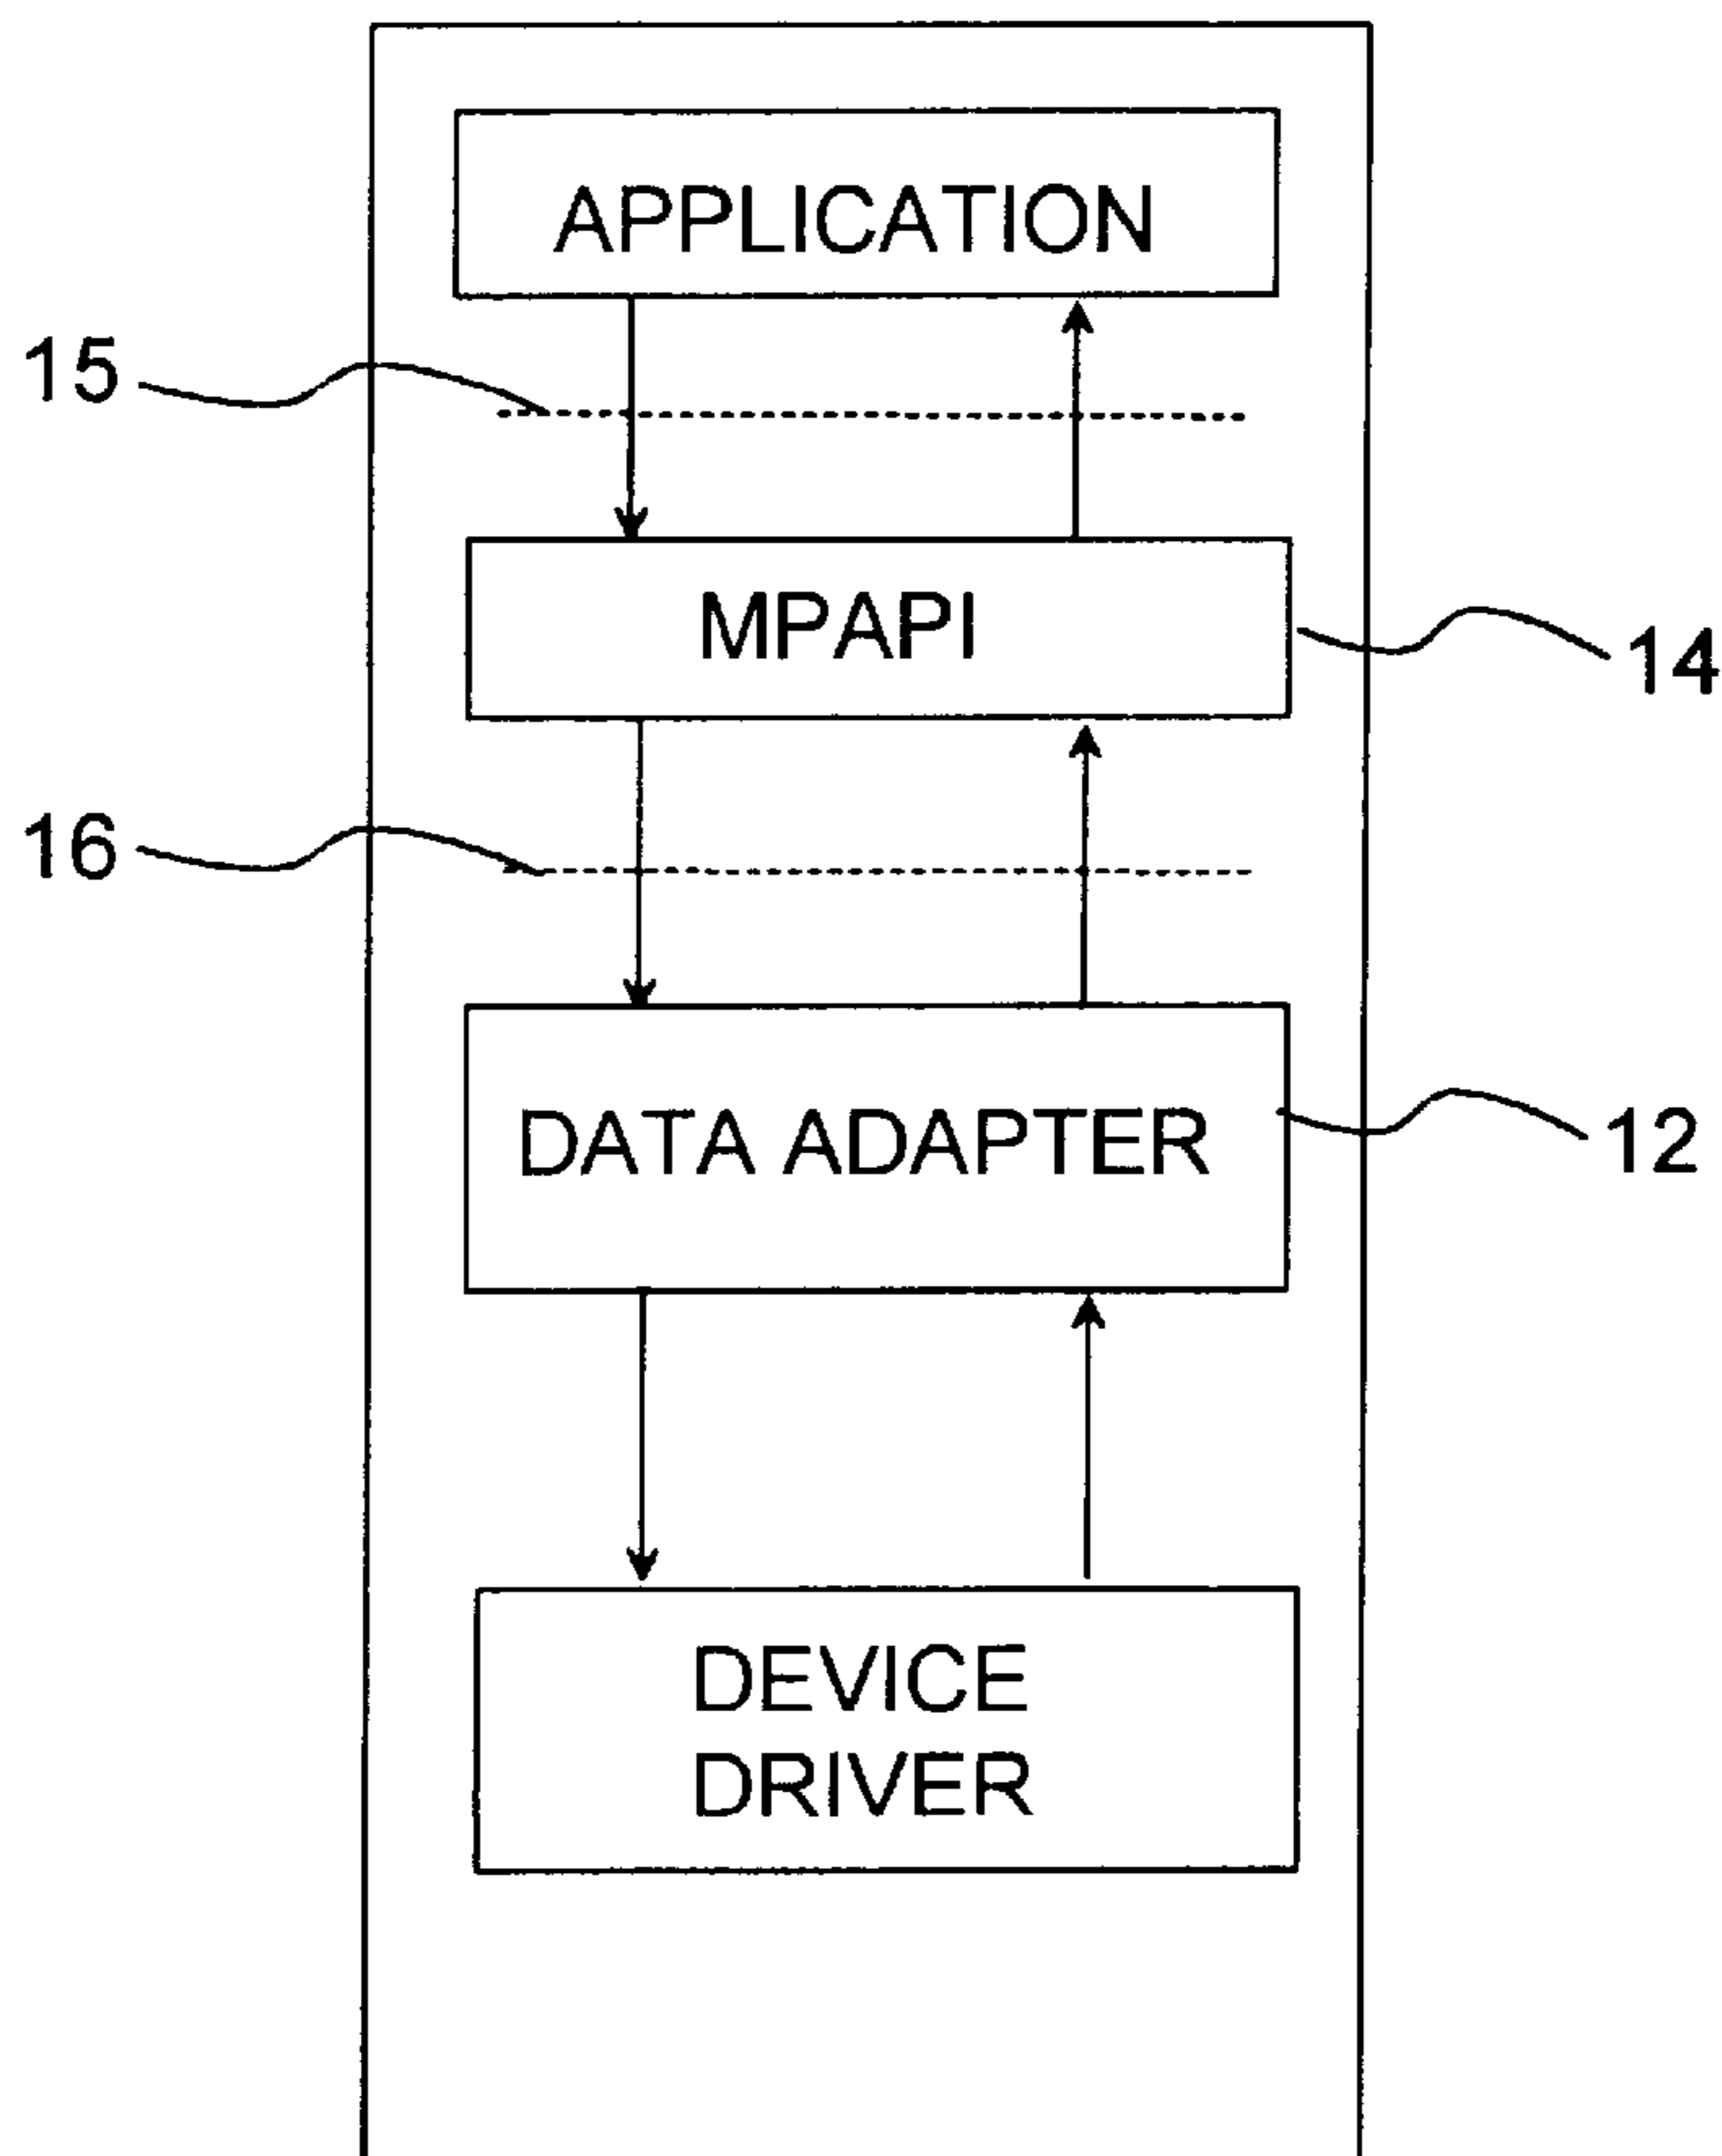 APPLICATION
15
MPAPI
14
16
DATA ADAPTER
12
DEVICE
DRIVER